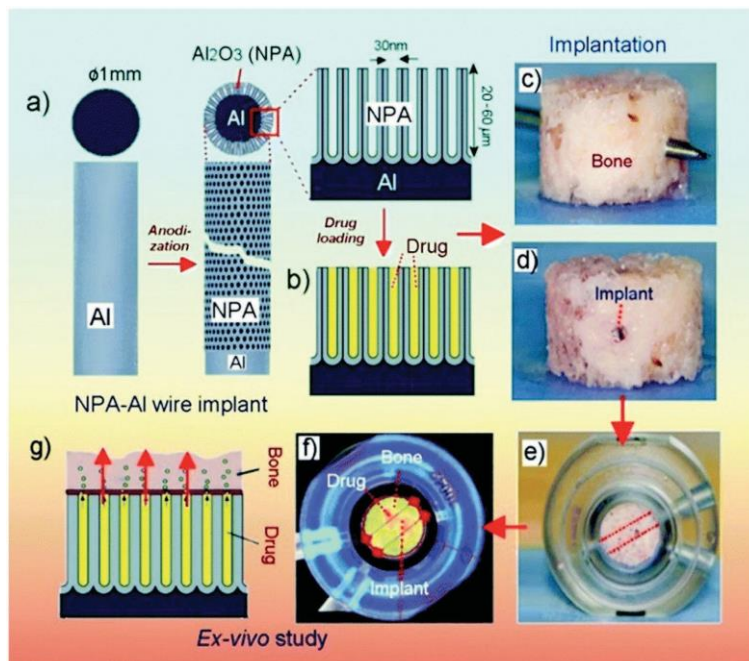 Implantation
a)
ø1mm
Al2O3 (NPA)
Al
30nm
NPA
20 - 60 µm
Al
Al
Anodi-
zation
NPA
Al
NPA-Al wire implant
Drug
loading
b)
Drug
c)
Bone
d)
Implant
e)
f)
Bone
Drug
Implant
g)
Bone
Drug
Ex-vivo study